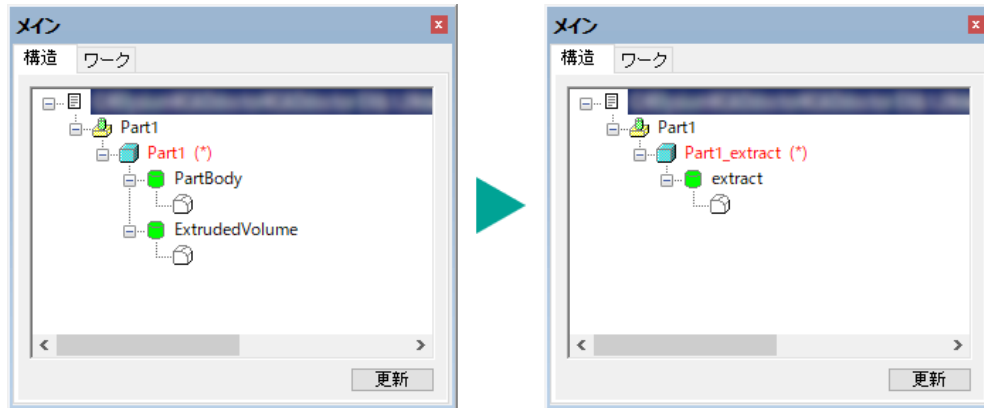 メイン
構造 ワーク
Part1
Part1 (*)
PartBody
ExtrudedVolume
更新
メイン
構造 ワーク
Part1
Part1_extract (*)
extract
更新